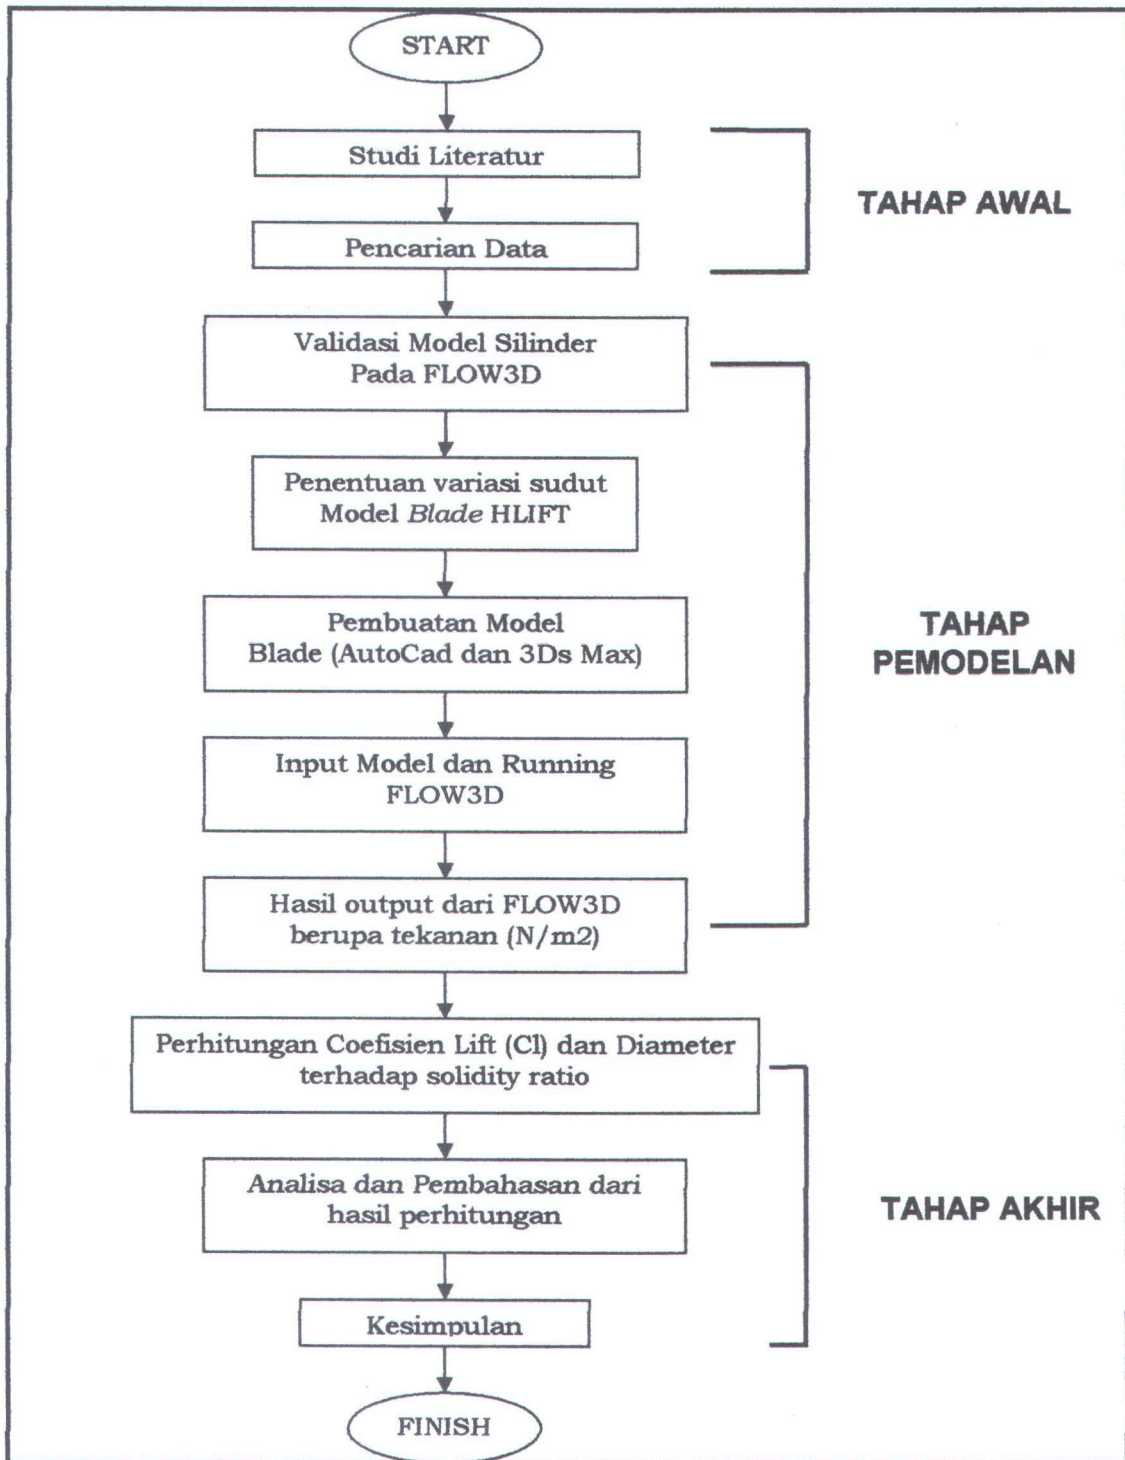 START
Studi Literatur
Pencarian Data
TAHAP AWAL
Validasi Model Silinder
Pada FLOW3D
Penentuan variasi sudut
Model Blade HLIFT
Pembuatan Model
Blade (AutoCad dan 3Ds Max)
Input Model dan Running
FLOW3D
Hasil output dari FLOW3D
berupa tekanan (N/m2)
TAHAP
PEMODELAN
Perhitungan Coefisien Lift (Cl) dan Diameter
terhadap solidity ratio
Analisa dan Pembahasan dari
hasil perhitungan
Kesimpulan
TAHAP AKHIR
FINISH